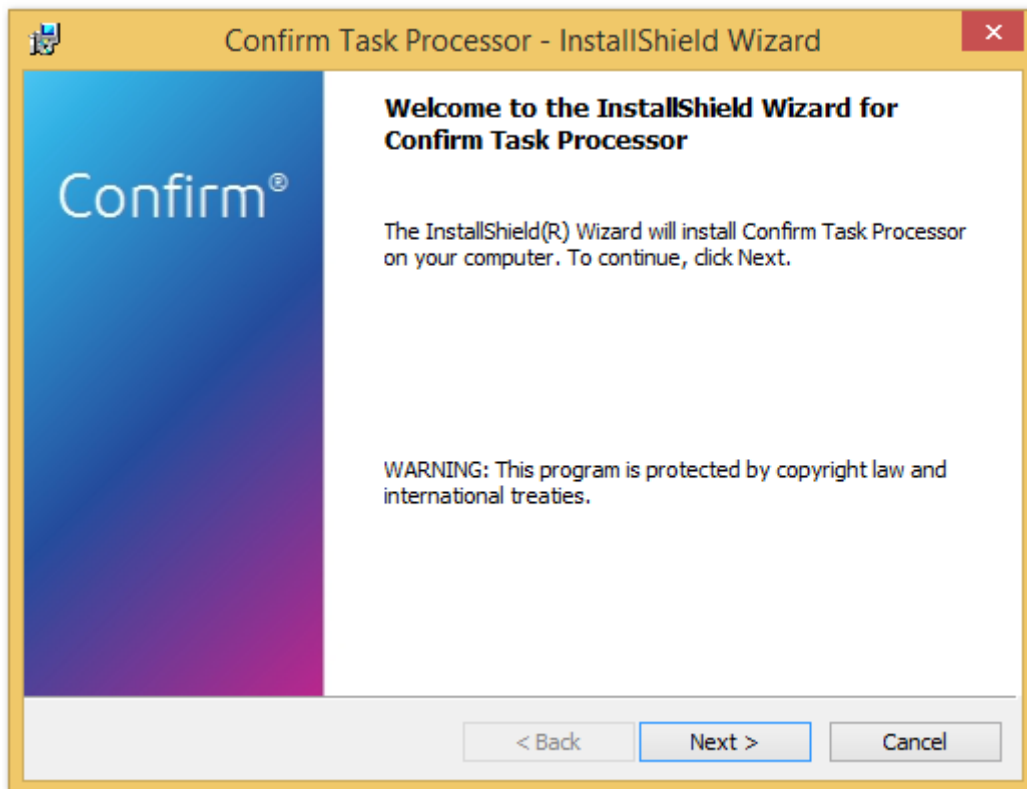 Confirm Task Processor - InstallShield Wizard
Confirm®
Welcome to the InstallShield Wizard for
Confirm Task Processor
The InstallShield(R) Wizard will install Confirm Task Processor
on your computer. To continue, click Next.
WARNING: This program is protected by copyright law and
international treaties.
< Back
Next >
Cancel